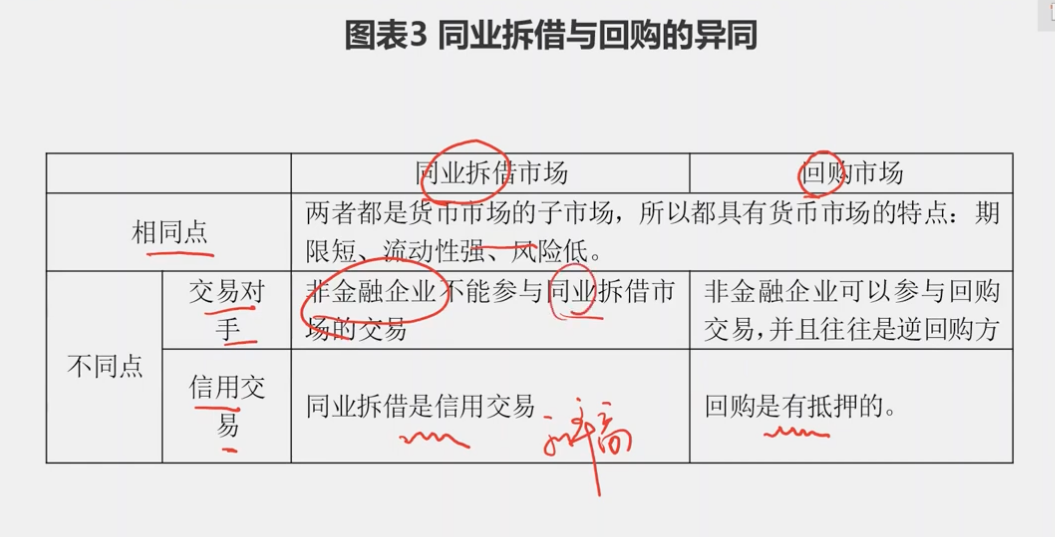 图表3 同业拆借与回购的异同
同业拆借市场
回购市场
相同点
两者都是货币市场的子市场，所以都具有货币市场的特点：期
限短、流动性强、风险低。
不同点
交易对
手
非金融企业不能参与同业拆借市
场的交易
非金融企业可以参与回购
交易，并且往往是逆回购方
信用交
易
同业拆借是信用交易
利率高
回购是有抵押的。